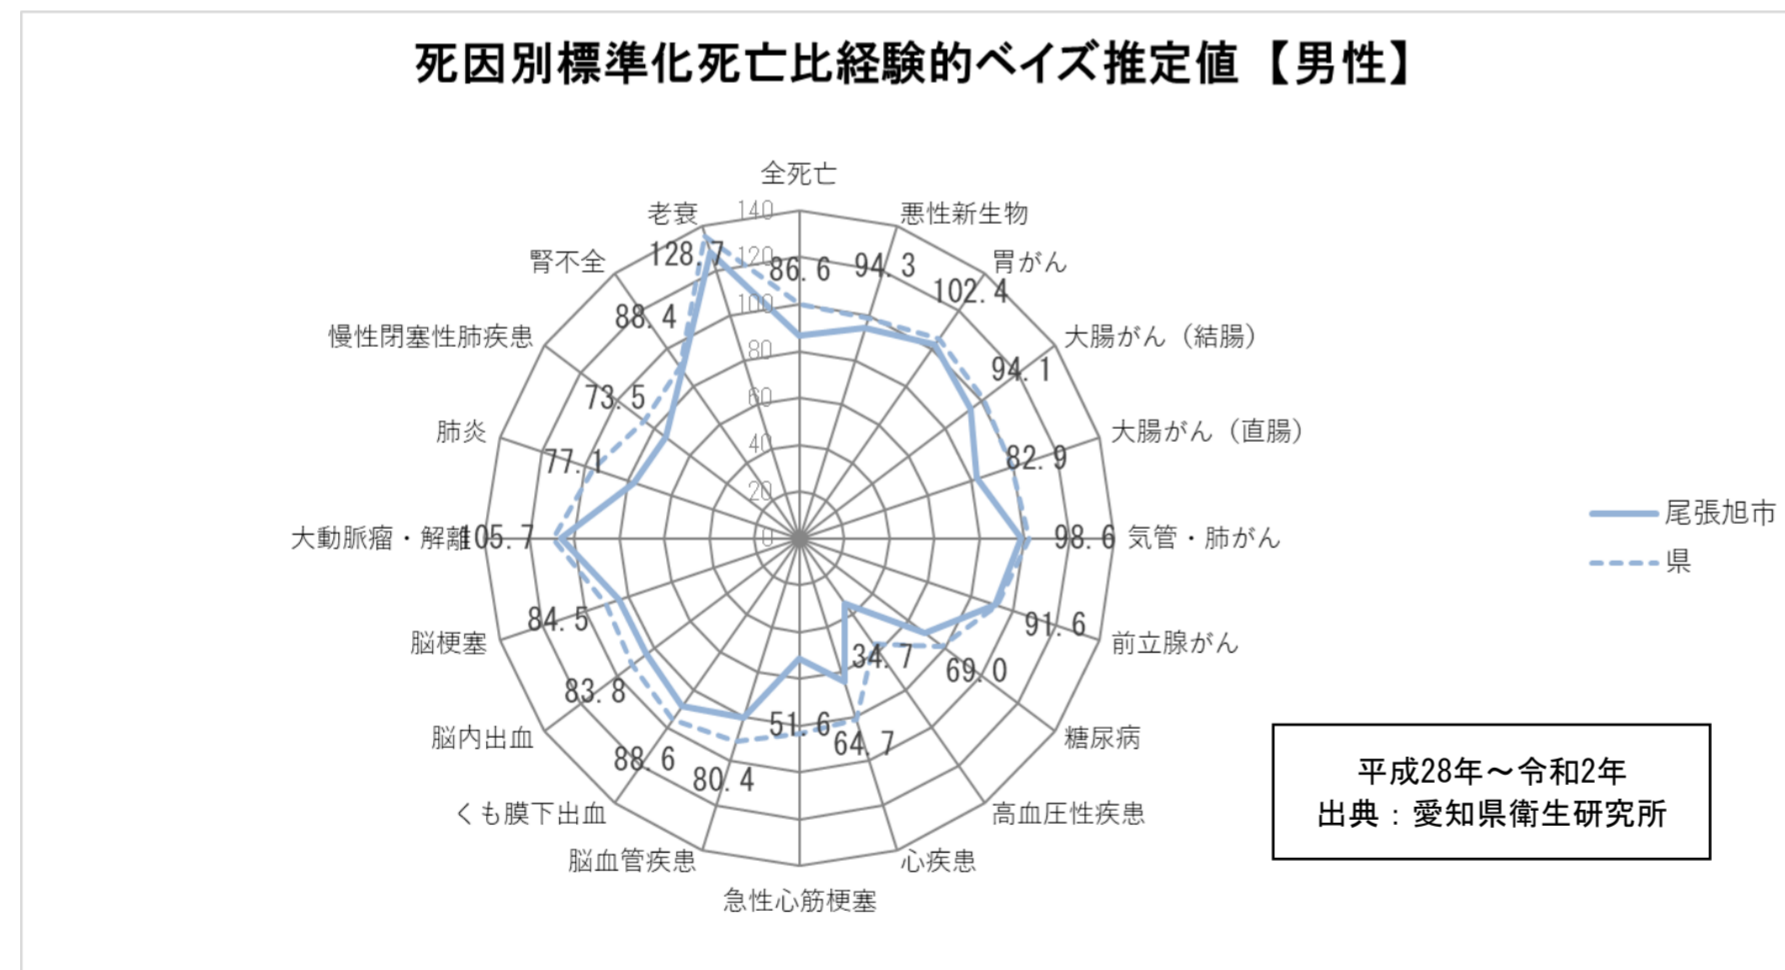 死因別標準化死亡比経験的ベイズ推定値【男性】
全死亡
悪性新生物
胃がん
大腸がん（結腸）
大腸がん（直腸）
気管・肺がん
前立腺がん
糖尿病
高血圧性疾患
心疾患
急性心筋梗塞
脳血管疾患
くも膜下出血
脳内出血
脳梗塞
大動脈瘤・解離
肺炎
慢性閉塞性肺疾患
腎不全
老衰
140
120
100
80
60
40
20
0
86.6
94.3
102.4
94.1
82.9
98.6
91.6
69.0
34.7
64.7
51.6
80.4
88.6
83.8
84.5
105.7
77.1
73.5
88.4
128.7
尾張旭市
県
平成28年～令和2年
出典：愛知県衛生研究所